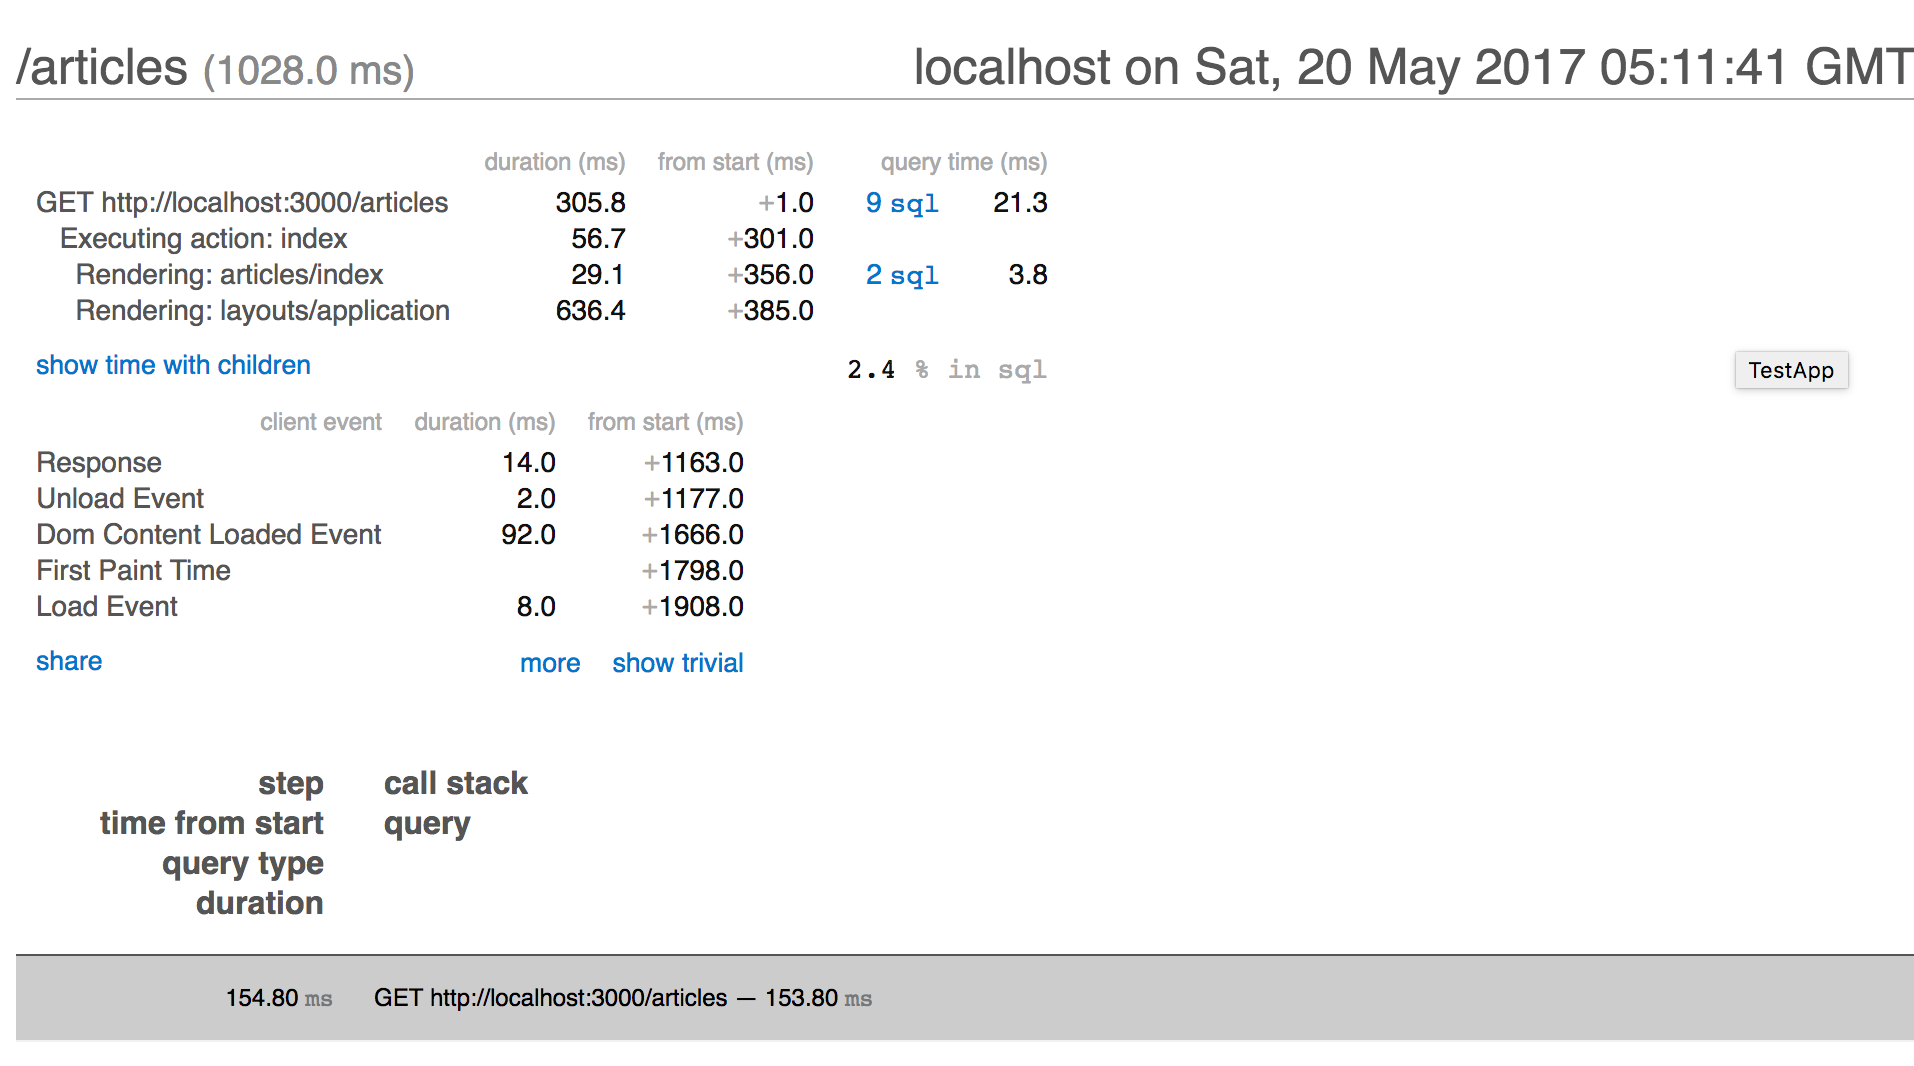 /articles (1028.0 ms) localhost on Sat, 20 May 2017 05:11:41 GMT
duration (ms) from start (ms) query time (ms)
GET http://localhost:3000/articles 305.8 +1.0 9 sql 21.3
Executing action: index 56.7 +301.0
Rendering: articles/index 29.1 +356.0 2 sql 3.8
Rendering: layouts/application 636.4 +385.0
show time with children 2.4 % in sql TestApp
client event duration (ms) from start (ms)
Response 14.0 +1163.0
Unload Event 2.0 +1177.0
Dom Content Loaded Event 92.0 +1666.0
First Paint Time +1798.0
Load Event 8.0 +1908.0
share more show trivial
step call stack
time from start query
query type
duration
154.80 ms GET http://localhost:3000/articles — 153.80 ms